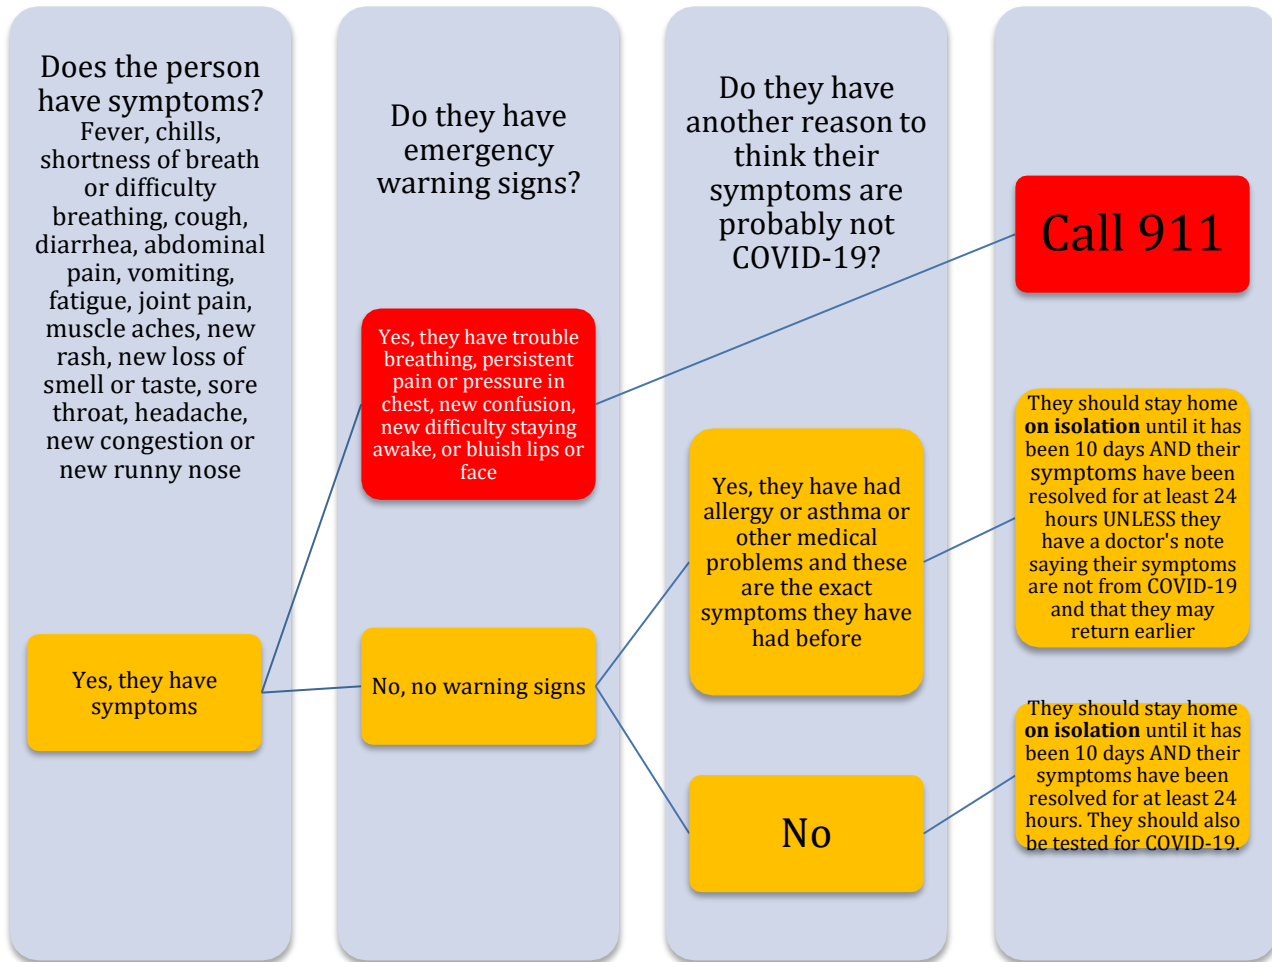 Does the person
have symptoms?
Fever, chills,
shortness of breath
or difficulty
breathing, cough,
diarrhea, abdominal
pain, vomiting,
fatigue, joint pain,
muscle aches, new
rash, new loss of
smell or taste, sore
throat, headache,
new congestion or
new runny nose
Yes, they have
symptoms
Do they have
emergency
warning signs?
Yes, they have trouble
breathing, persistent
pain or pressure in
chest, new confusion,
new difficulty staying
awake, or bluish lips or
face
No, no warning signs
Do they have
another reason to
think their
symptoms are
probably not
COVID-19?
Yes, they have had
allergy or asthma or
other medical
problems and these
are the exact
symptoms they have
had before
No
Call 911
They should stay home
on isolation until it has
been 10 days AND their
symptoms have been
resolved for at least 24
hours UNLESS they
have a doctor's note
saying their symptoms
are not from COVID-19
and that they may
return earlier
They should stay home
on isolation until it has
been 10 days AND their
symptoms have been
resolved for at least 24
hours. They should also
be tested for COVID-19.